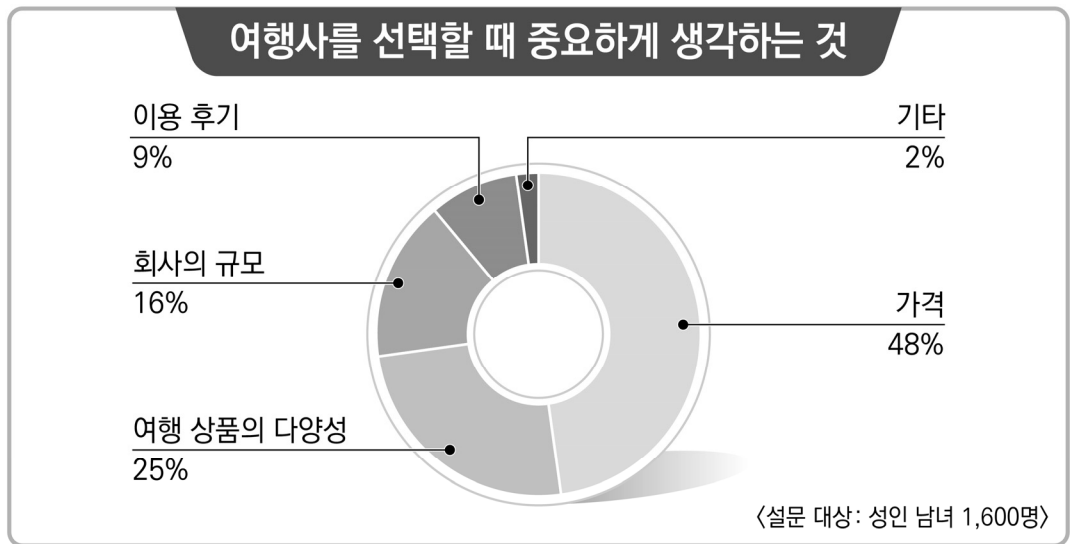 여행사를 선택할 때 중요하게 생각하는 것
이용 후기
9%
기타
2%
회사의 규모
16%
가격
48%
여행 상품의 다양성
25%
〈설문 대상: 성인 남녀 1,600명〉